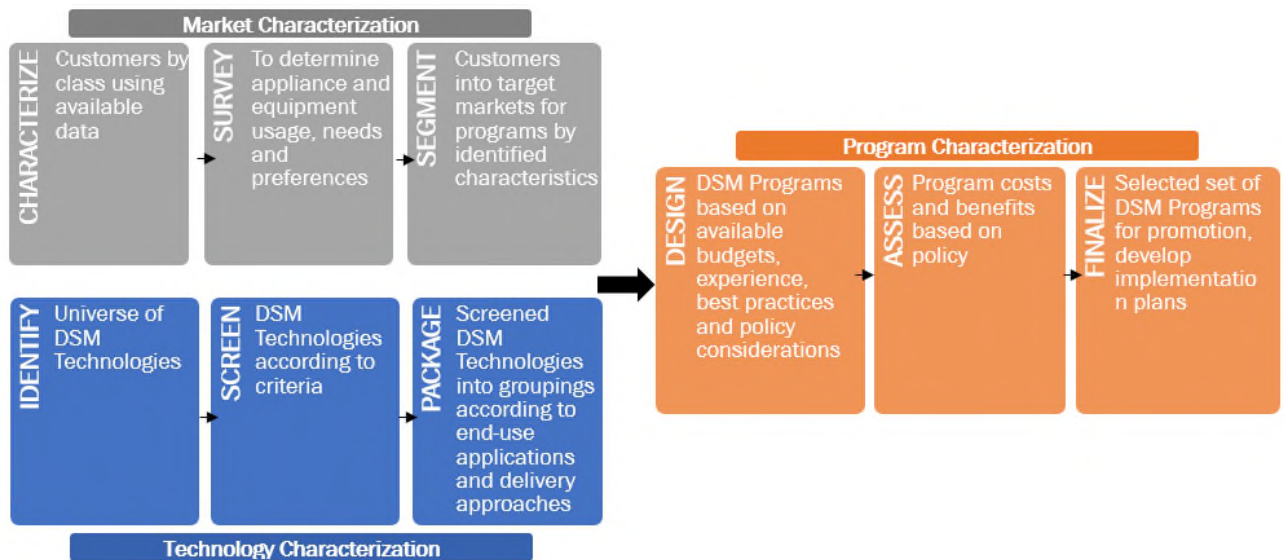 Market Characterization
CHARACTERIZE
Customers by
class using
available
data
SURVEY
To determine
appliance and
equipment
usage, needs
and
preferences
SEGMENT
Customers
into target
markets for
programs by
identified
characteristics
IDENTIFY
Universe of
DSM
Technologies
SCREEN
DSM
Technologies
according to
criteria
PACKAGE
Screened
DSM
Technologies
into groupings
according to
end-use
applications
and delivery
approaches
Technology Characterization
Program Characterization
DESIGN
DSM Programs
based on
available
budgets,
experience,
best practices
and policy
considerations
ASSESS
Program costs
and benefits
based on
policy
FINALIZE
Selected set of
DSM Programs
for promotion,
develop
implementatio
n plans